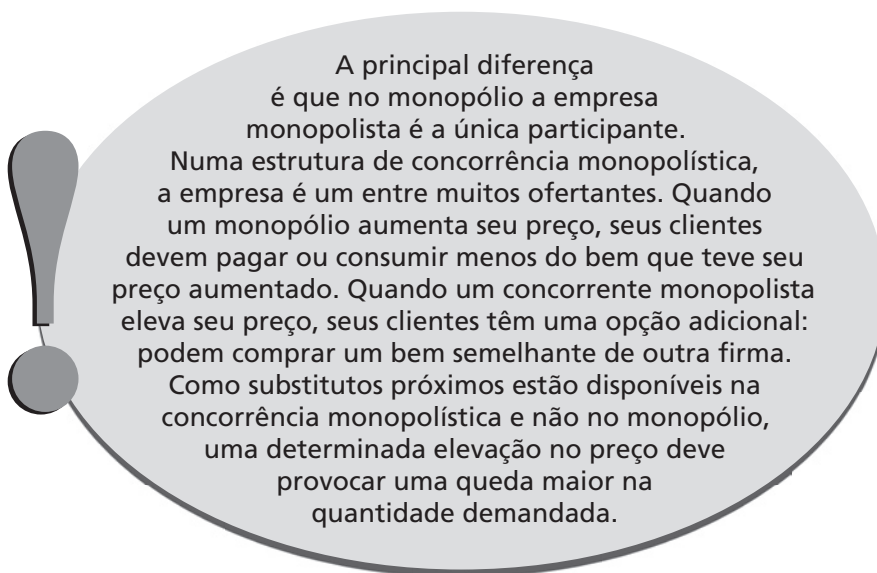 A principal diferença
é que no monopólio a empresa
monopolista é a única participante.
Numa estrutura de concorrência monopolística,
a empresa é um entre muitos ofertantes. Quando
um monopólio aumenta seu preço, seus clientes
devem pagar ou consumir menos do bem que teve seu
preço aumentado. Quando um concorrente monopolista
eleva seu preço, seus clientes têm uma opção adicional:
podem comprar um bem semelhante de outra firma.
Como substitutos próximos estão disponíveis na
concorrência monopolística e não no monopólio,
uma determinada elevação no preço deve
provocar uma queda maior na
quantidade demandada.